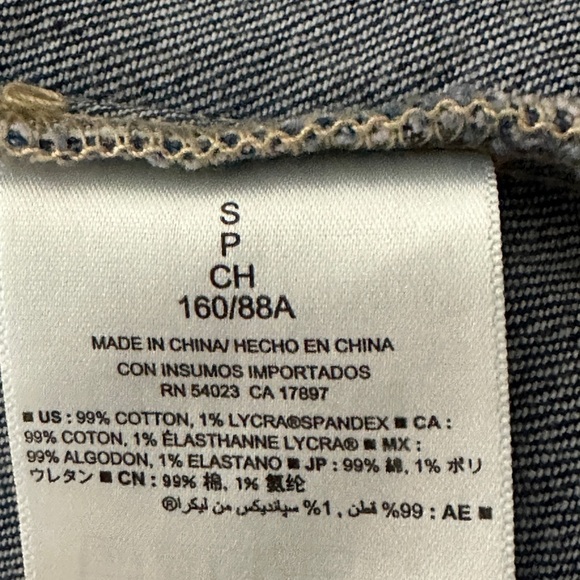 S
P
CH
160/88A
MADE IN CHINA/ HECHO EN CHINA
CON INSUMOS IMPORTADOS
RN 54023 CA 17897
■ US : 99% COTTON, 1% LYCRA®SPANDEX ■ CA :
99% COTON, 1% ÉLASTHANNE LYCRA® ■ MX :
99% ALGODON, 1% ELASTANO ■ JP : 99% 綿, 1% ポリ
ウレタン ■ CN : 99% 棉, 1% 氨纶
■ AE : 99% قطن , 1% سباندیکس من لیکرا®